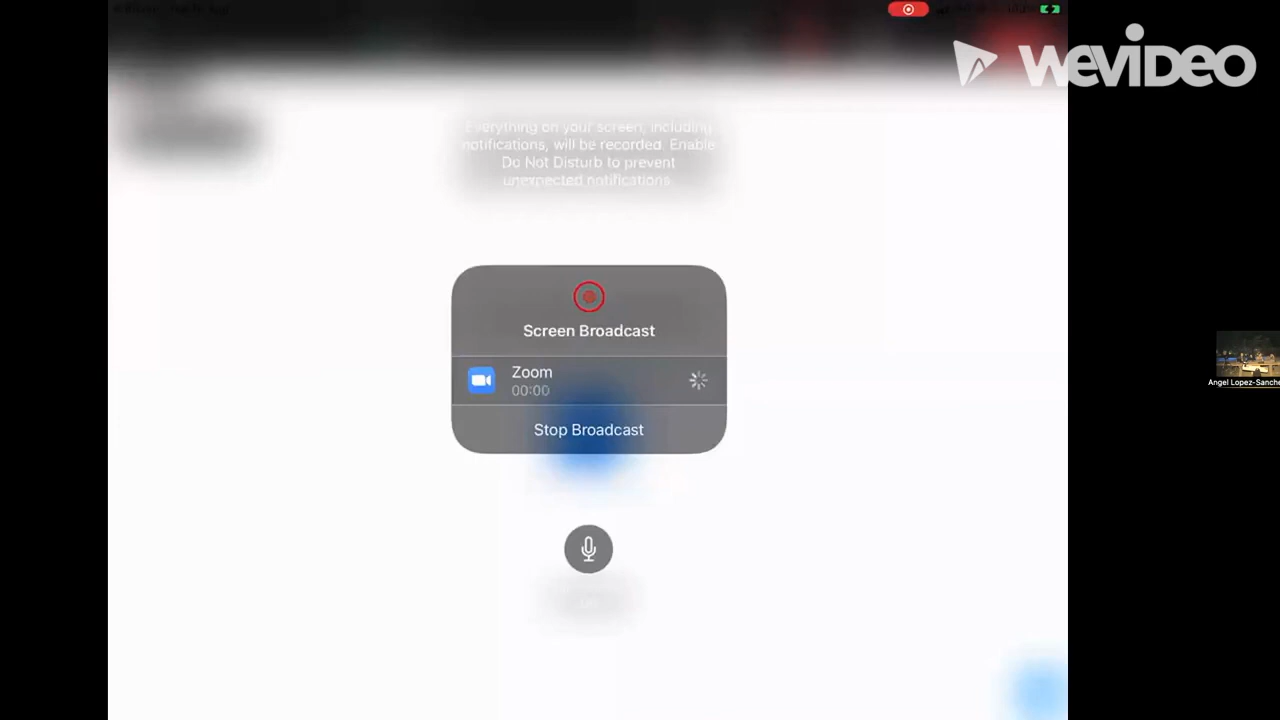 WEVIDEO
Everything on your screen, including
notifications, will be recorded. Enable
Do Not Disturb to prevent
unexpected notifications.
Screen Broadcast
Zoom
00:00
Stop Broadcast
Angel Lopez-Sanche